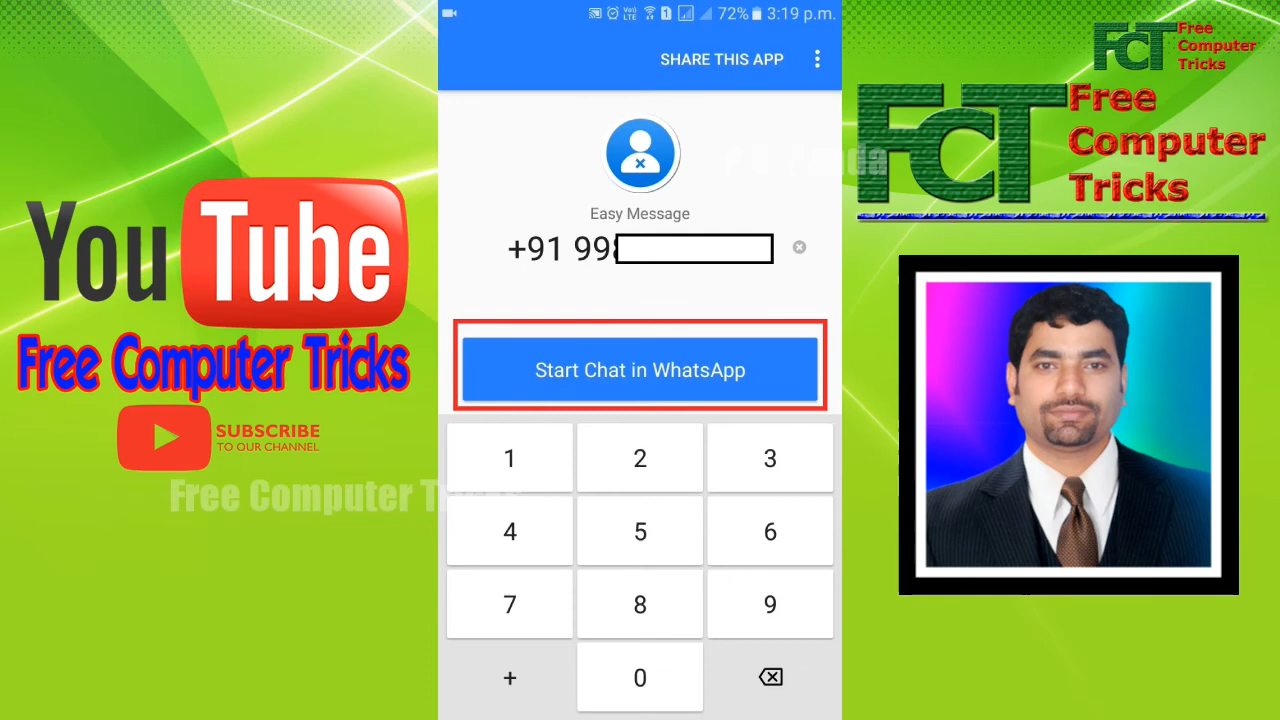 72% 3:19 p.m.
SHARE THIS APP
Easy Message
+91 99
Start Chat in WhatsApp
1 2 3
4 5 6
7 8 9
+ 0
YouTube
Free Computer Tricks
SUBSCRIBE
TO OUR CHANNEL
Free Computer
FCT Free
Computer
Tricks
FCT Free
Computer
Tricks